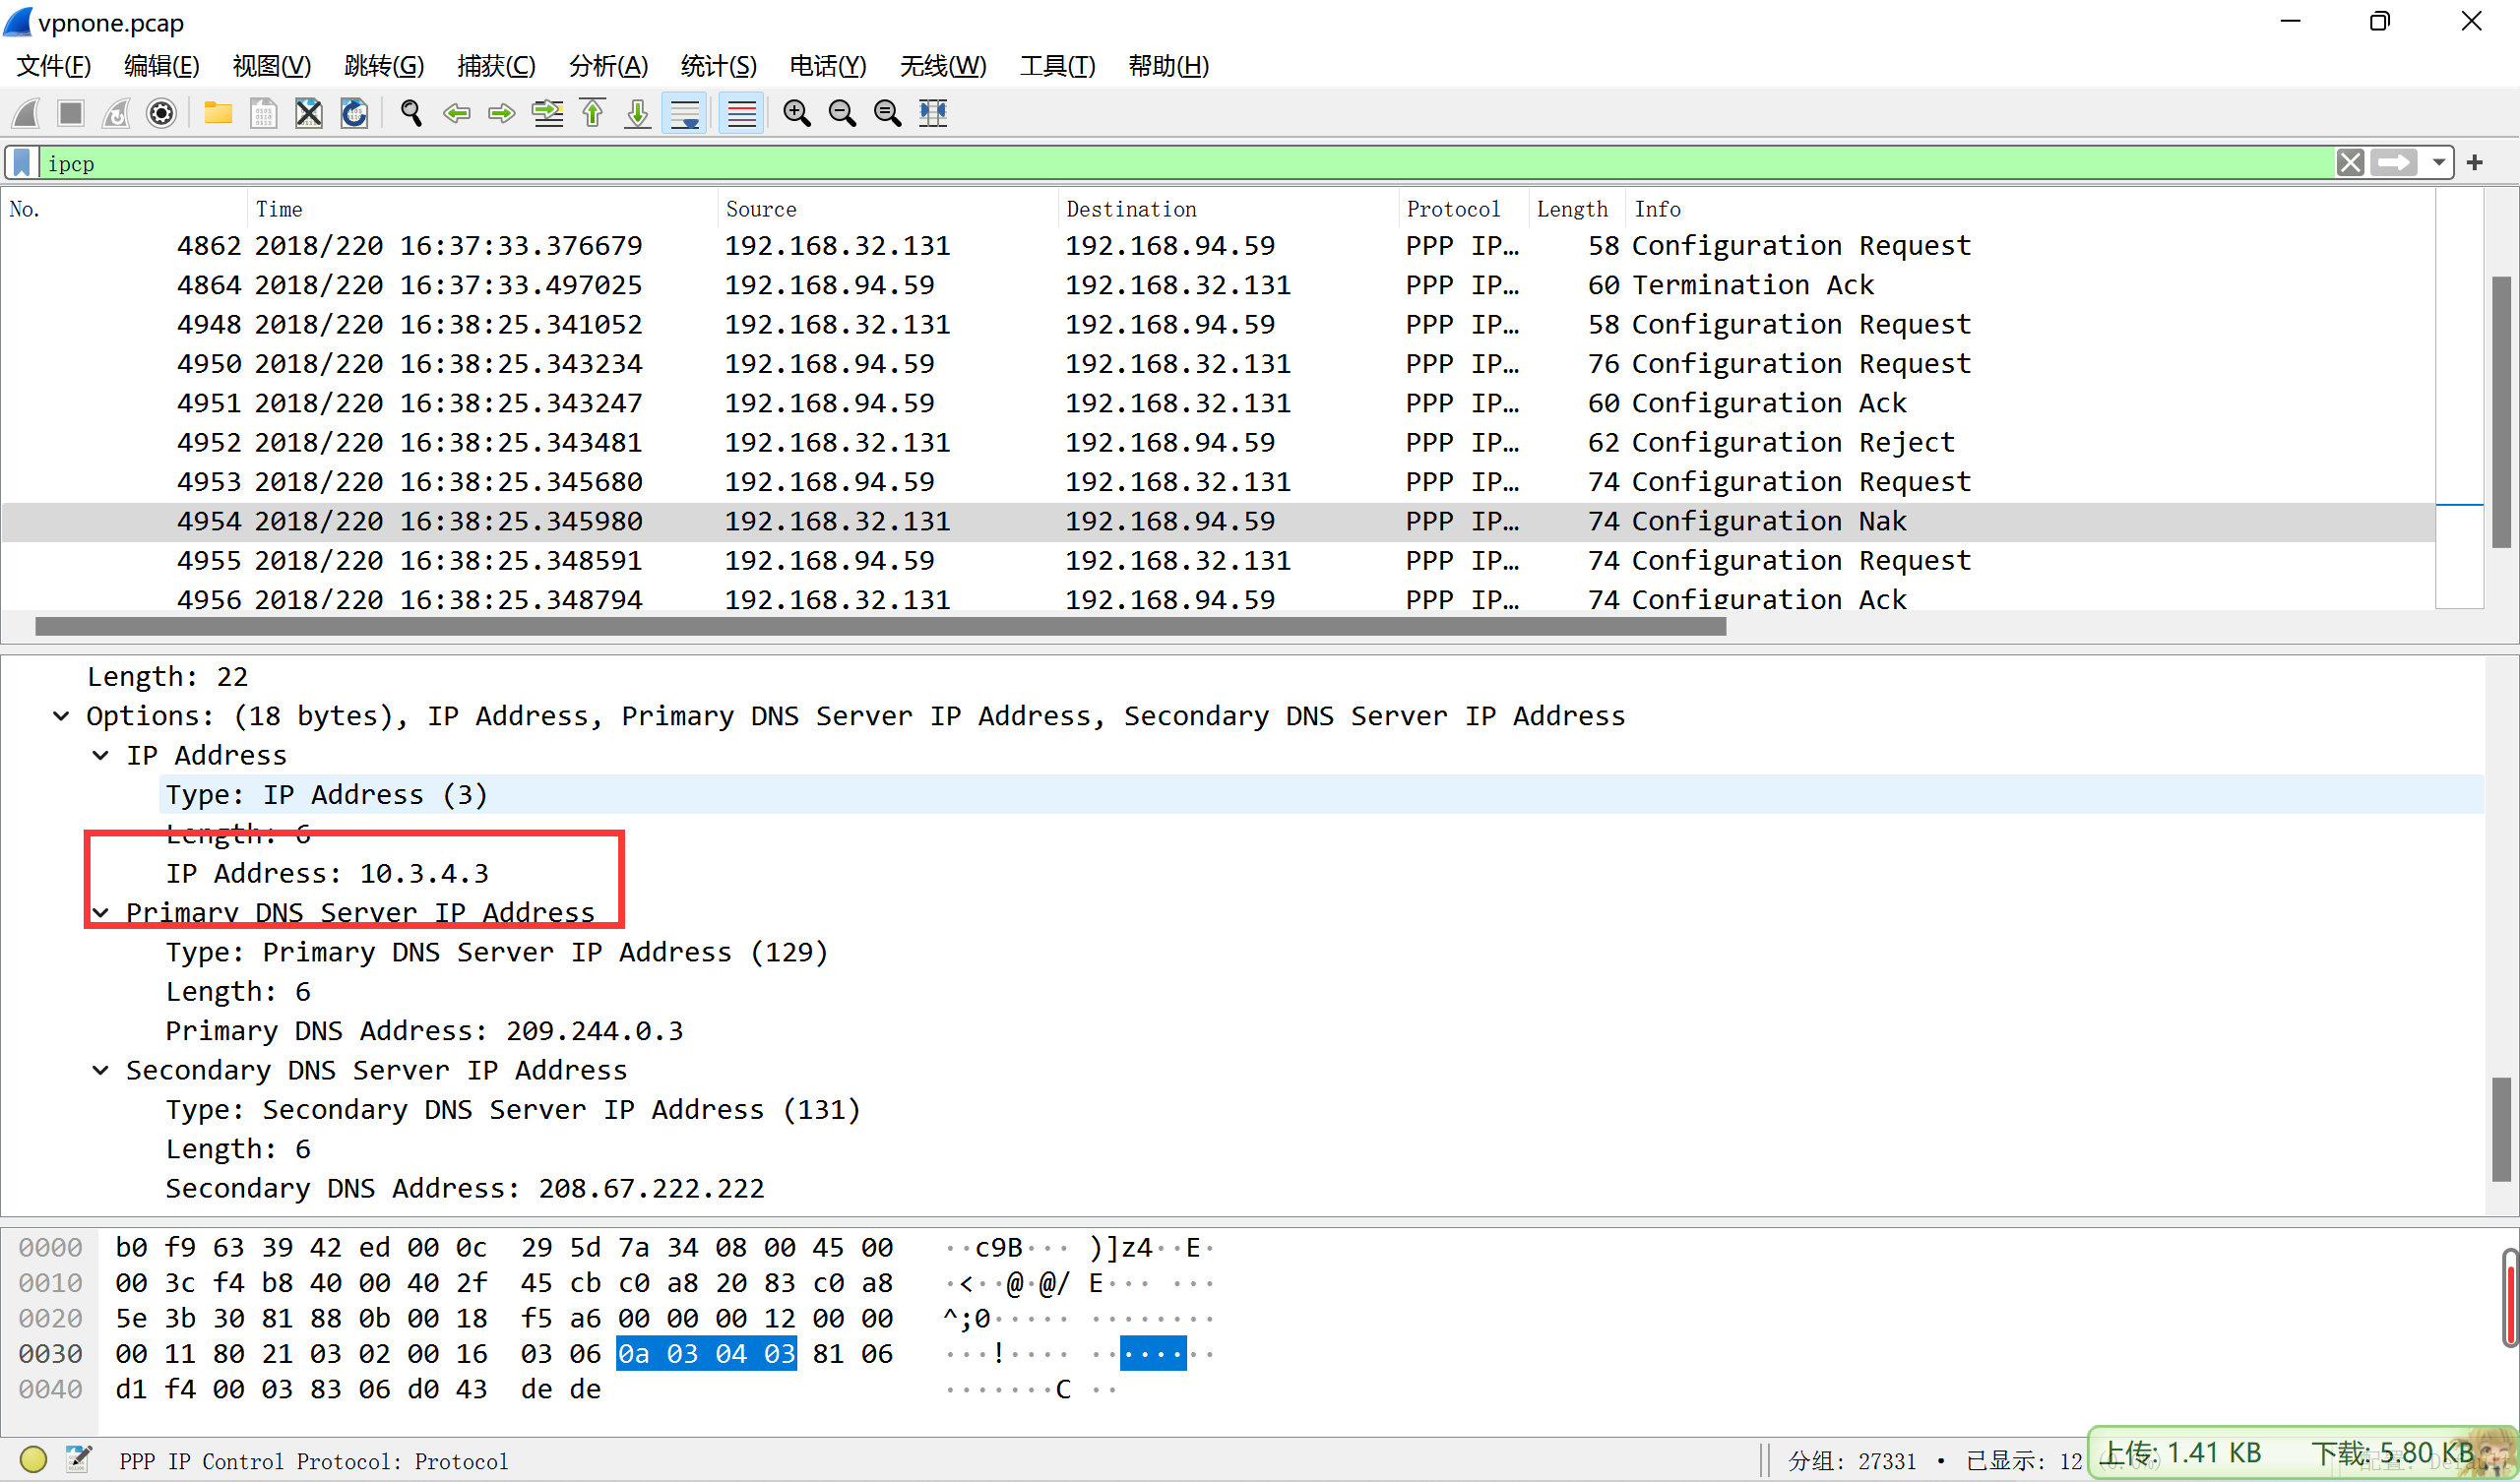 vpnone.pcap
文件(F) 编辑(E) 视图(V) 跳转(G) 捕获(C) 分析(A) 统计(S) 电话(Y) 无线(W) 工具(T) 帮助(H)
ipcp
No. Time Source Destination Protocol Length Info
4862 2018/220 16:37:33.376679 192.168.32.131 192.168.94.59 PPP IP… 58 Configuration Request
4864 2018/220 16:37:33.497025 192.168.94.59 192.168.32.131 PPP IP… 60 Termination Ack
4948 2018/220 16:38:25.341052 192.168.32.131 192.168.94.59 PPP IP… 58 Configuration Request
4950 2018/220 16:38:25.343234 192.168.94.59 192.168.32.131 PPP IP… 76 Configuration Request
4951 2018/220 16:38:25.343247 192.168.94.59 192.168.32.131 PPP IP… 60 Configuration Ack
4952 2018/220 16:38:25.343481 192.168.32.131 192.168.94.59 PPP IP… 62 Configuration Reject
4953 2018/220 16:38:25.345680 192.168.94.59 192.168.32.131 PPP IP… 74 Configuration Request
4954 2018/220 16:38:25.345980 192.168.32.131 192.168.94.59 PPP IP… 74 Configuration Nak
4955 2018/220 16:38:25.348591 192.168.94.59 192.168.32.131 PPP IP… 74 Configuration Request
4956 2018/220 16:38:25.348794 192.168.32.131 192.168.94.59 PPP IP… 74 Configuration Ack
Length: 22
Options: (18 bytes), IP Address, Primary DNS Server IP Address, Secondary DNS Server IP Address
IP Address
Type: IP Address (3)
Length: 6
IP Address: 10.3.4.3
Primary DNS Server IP Address
Type: Primary DNS Server IP Address (129)
Length: 6
Primary DNS Address: 209.244.0.3
Secondary DNS Server IP Address
Type: Secondary DNS Server IP Address (131)
Length: 6
Secondary DNS Address: 208.67.222.222
0000 b0 f9 63 39 42 ed 00 0c 29 5d 7a 34 08 00 45 00 ··c9B··· )]z4··E·
0010 00 3c f4 b8 40 00 40 2f 45 cb c0 a8 20 83 c0 a8 ·<··@·@/ E··· ···
0020 5e 3b 30 81 88 0b 00 18 f5 a6 00 00 00 12 00 00 ^;0····· ········
0030 00 11 80 21 03 02 00 16 03 06 0a 03 04 03 81 06 ···!···· ········
0040 d1 f4 00 03 83 06 d0 43 de de ·······C ··
PPP IP Control Protocol: Protocol 分组: 27331 · 已显示: 12
上传: 1.41 KB 下载: 5.80 KB